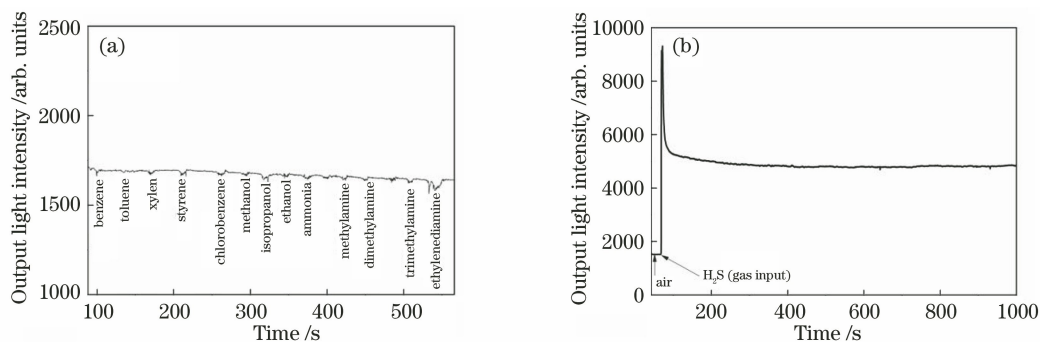 (a)
Output light intensity /arb. units
2500
2000
1500
1000
benzene
toluene
xylen
styrene
chlorobenzene
methanol
isopropanol
ethanol
ammonia
methylamine
dimethylamine
trimethylamine
ethylenediamine
100 200 300 400 500
Time /s
(b)
Output light intensity /arb. units
10000
8000
6000
4000
2000
0
air
H₂S (gas input)
200 400 600 800 1000
Time /s